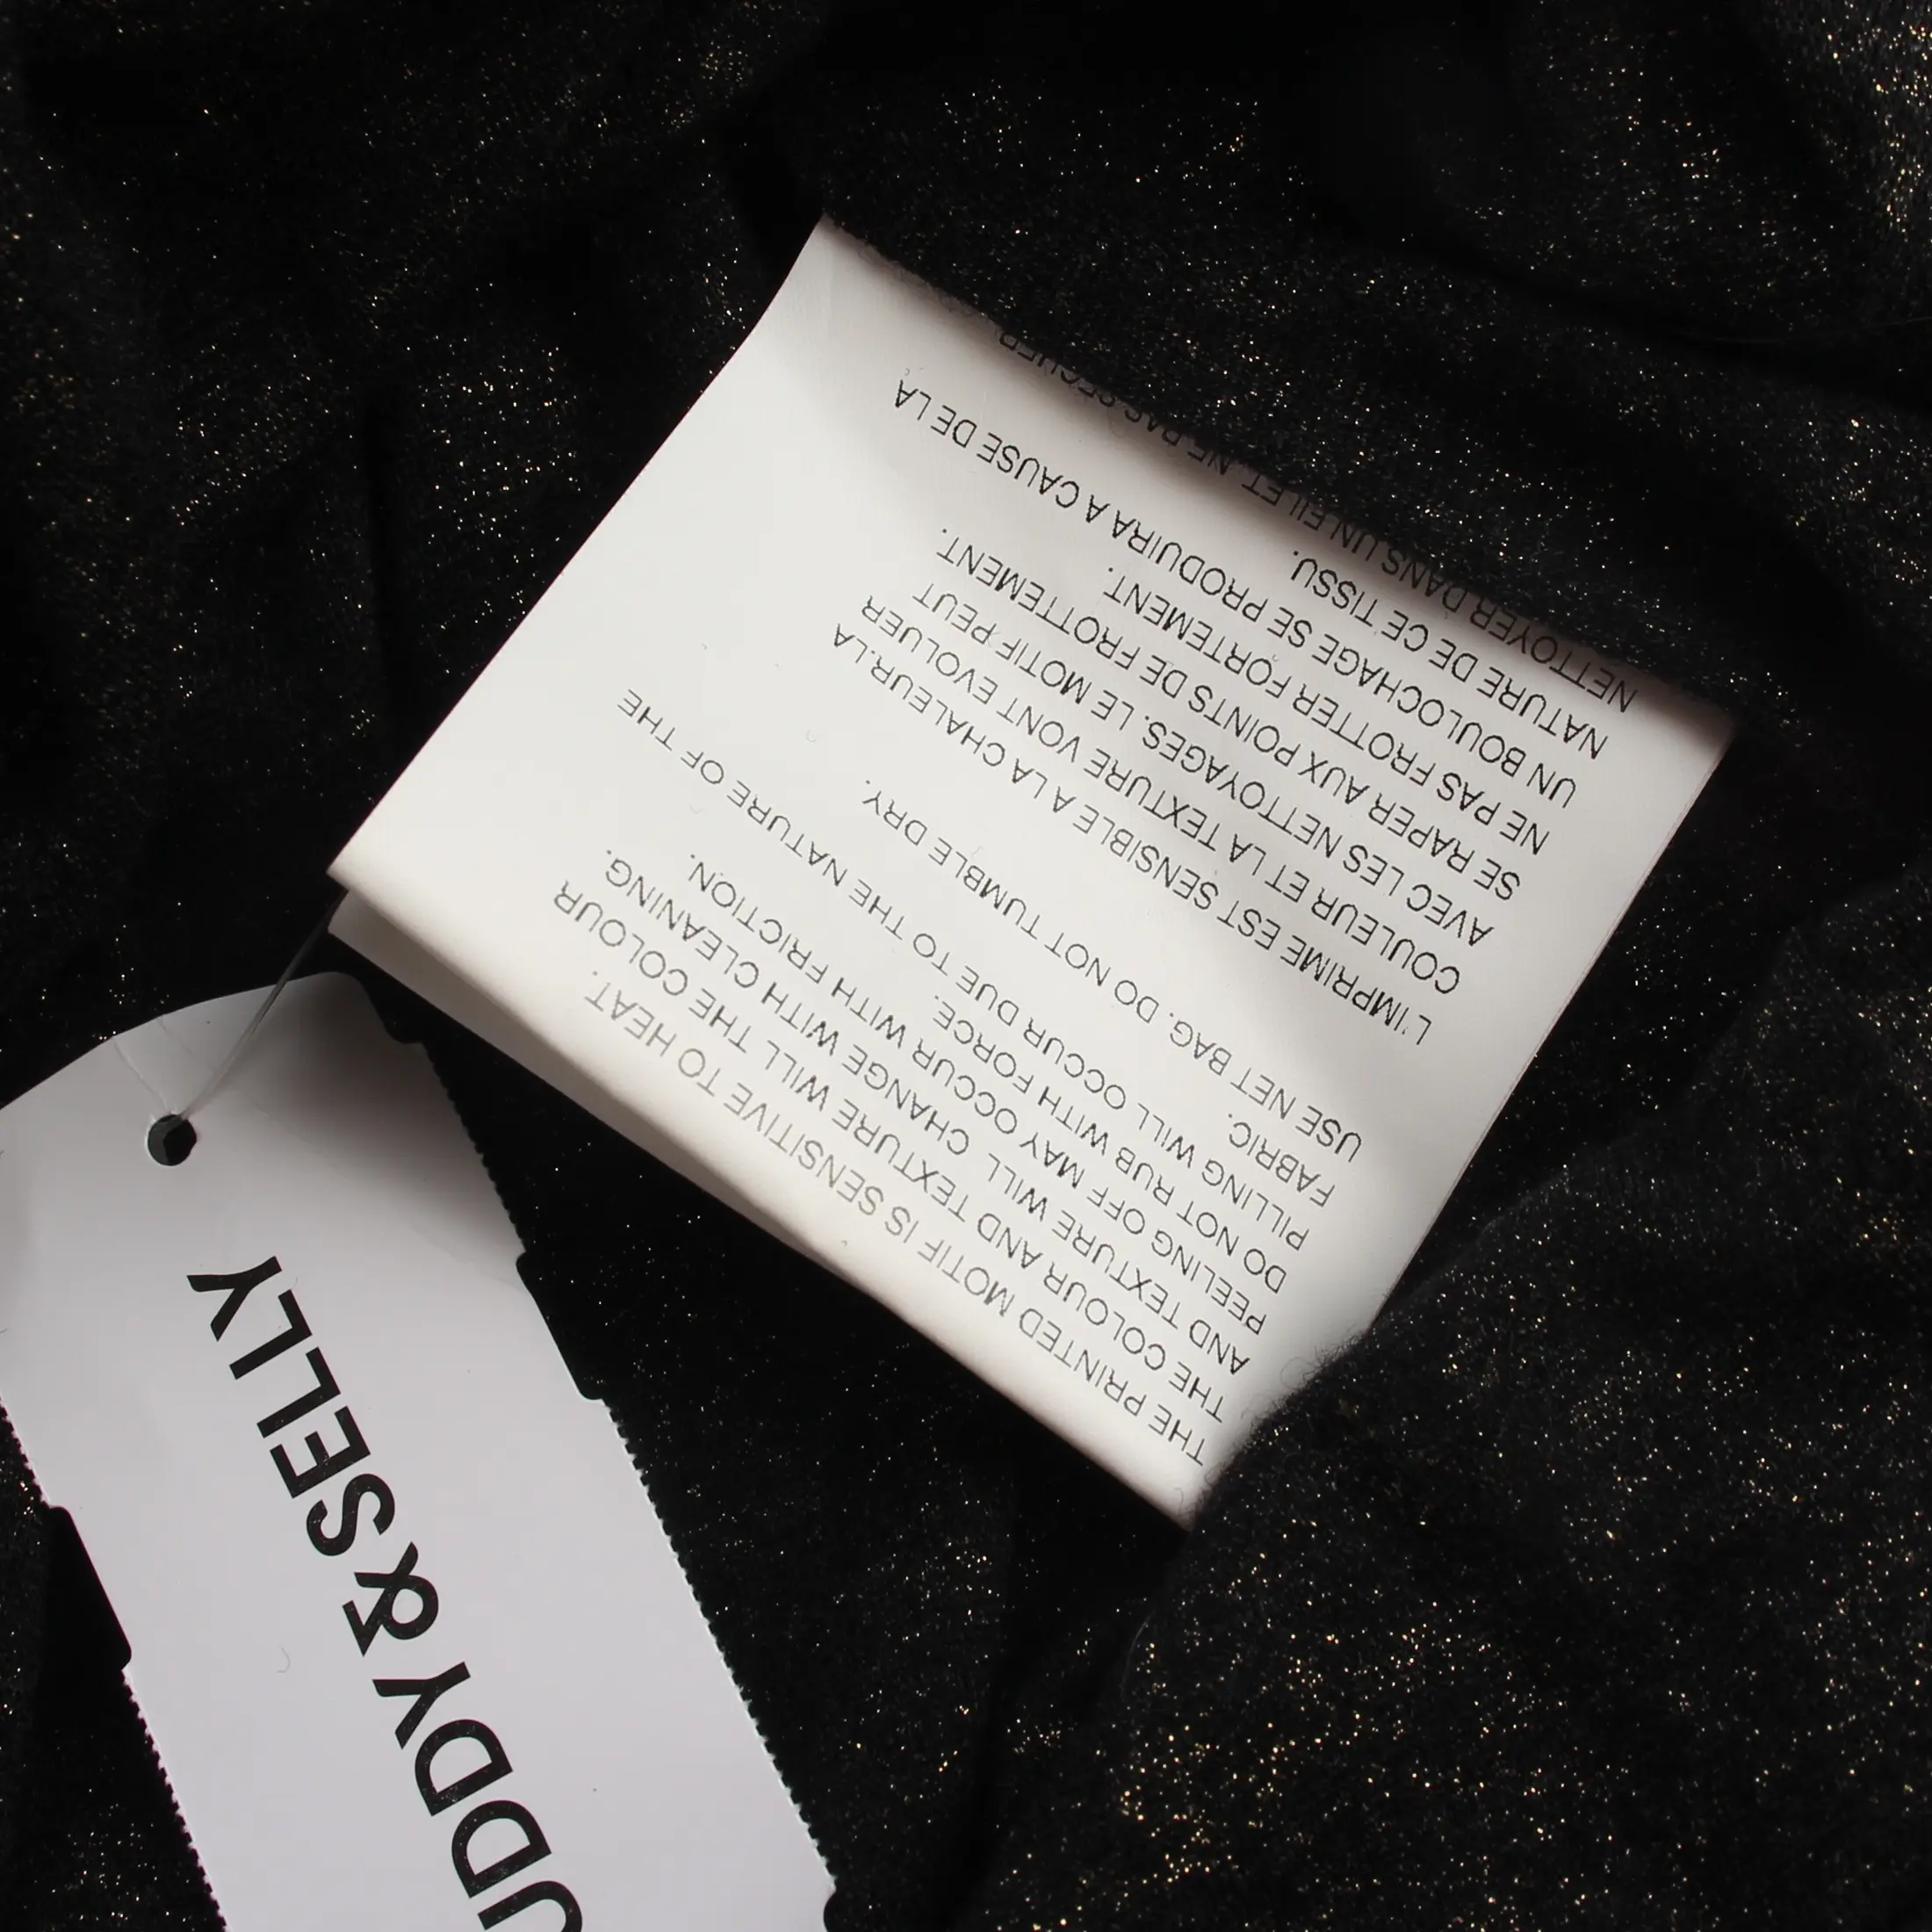 THE PRINTED MOTIF IS SENSITIVE TO HEAT.
THE COLOUR AND TEXTURE WILL THE COLOUR
AND TEXTURE WILL CHANGE WITH CLEANING.
PEELING OFF MAY OCCUR WITH FRICTION.
DO NOT RUB WITH FORCE.
PILLING WILL OCCUR DUE TO THE NATURE OF THE
FABRIC.
USE NET BAG. DO NOT TUMBLE DRY.
L'IMPRIME EST SENSIBLE A LA CHALEUR.LA
COULEUR ET LA TEXTURE VONT EVOLUER
AVEC LES NETTOYAGES. LE MOTIF PEUT
SE RAPER AUX POINTS DE FROTTEMENT.
NE PAS FROTTER FORTEMENT.
UN BOULOCHAGE SE PRODUIRA A CAUSE DE LA
NATURE DE CE TISSU.
NETTOYER DANS UN FILET. NE PAS SECHER
UDDY&SELLY